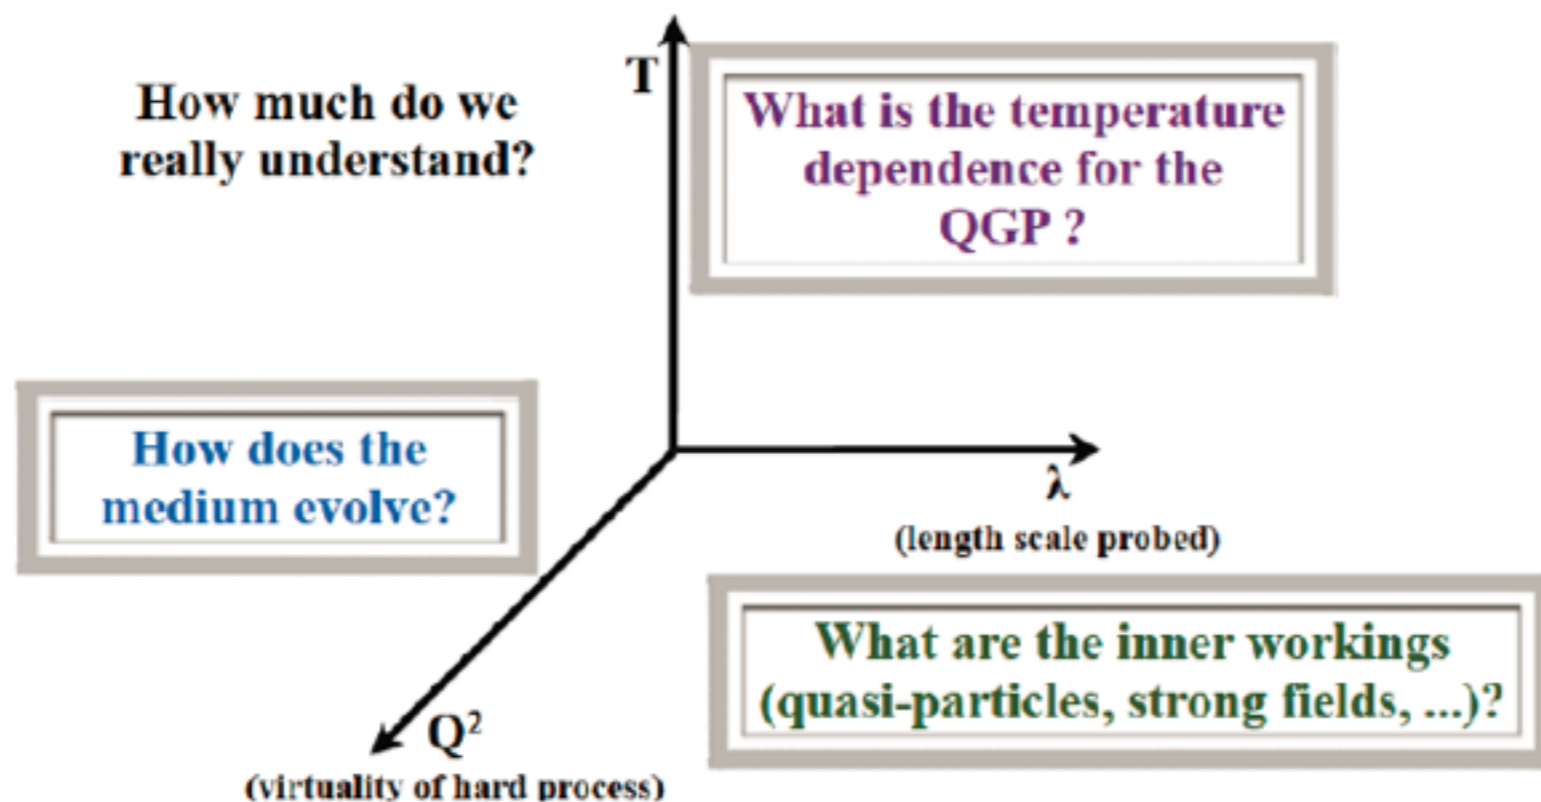 How much do we
really understand?
T
What is the temperature
dependence for the
QGP ?
How does the
medium evolve?
λ
(length scale probed)
What are the inner workings
(quasi-particles, strong fields, ...)?
Q²
(virtuality of hard process)